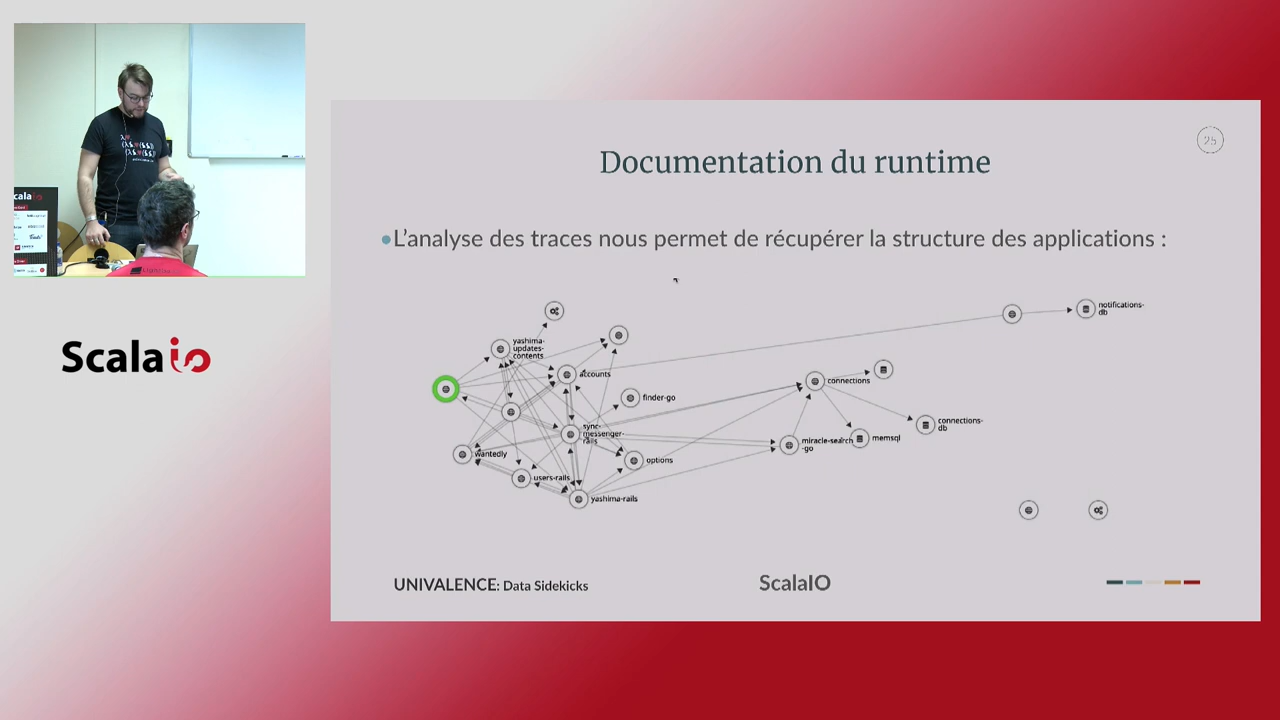 25
Documentation du runtime
•L'analyse des traces nous permet de récupérer la structure des applications :
notifications-
db
yashima-
updates-
contents
accounts
connections
finder-go
connections-
db
sync-
messenger-
rails
miracle-search
-go
memsql
wantedly
options
users-rails
yashima-rails
UNIVALENCE: Data Sidekicks
ScalaIO
Scalaio